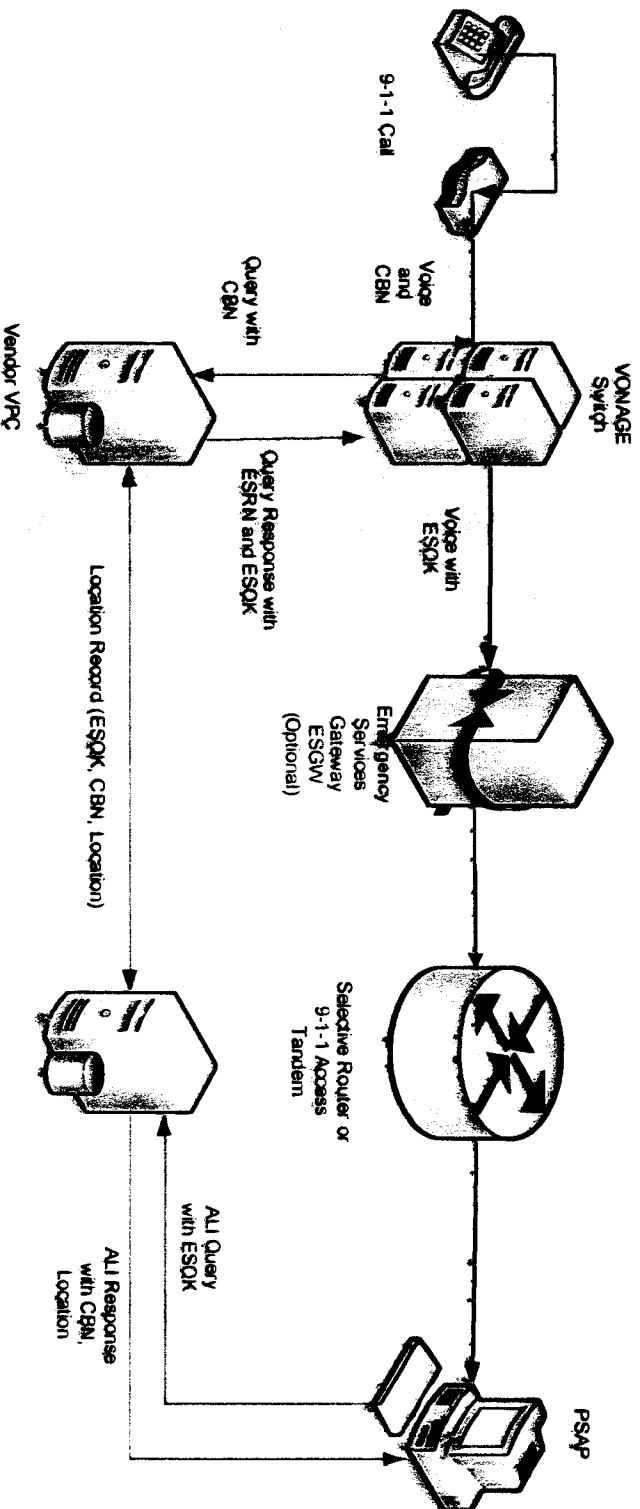 9-1-1 Call
Voice
and
CBN
VONAGE
Switch
Query with
CBN
Query Response with
ESRN and ESQK
Vendor VPC
Voice with
ESQK
Emergency
Services
Gateway
ESGW
(Optional)
Location Record (ESQK, CBN, Location)
Selective Router or
9-1-1 Access
Tandem
ALI Query
with ESQK
ALI Response
with CBN,
Location
PSAP